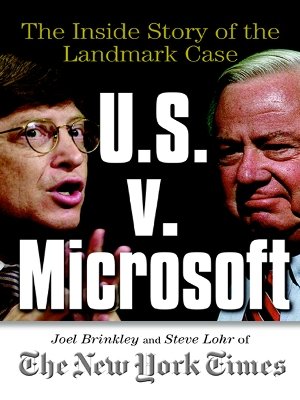 The Inside Story of the
Landmark Case
U.S.
v.
Microsoft
Joel Brinkley and Steve Lohr of
The New York Times